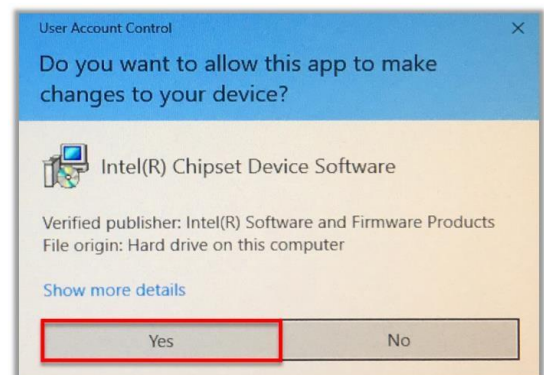 User Account Control
Do you want to allow this app to make
changes to your device?
Intel(R) Chipset Device Software
Verified publisher: Intel(R) Software and Firmware Products
File origin: Hard drive on this computer
Show more details
Yes
No